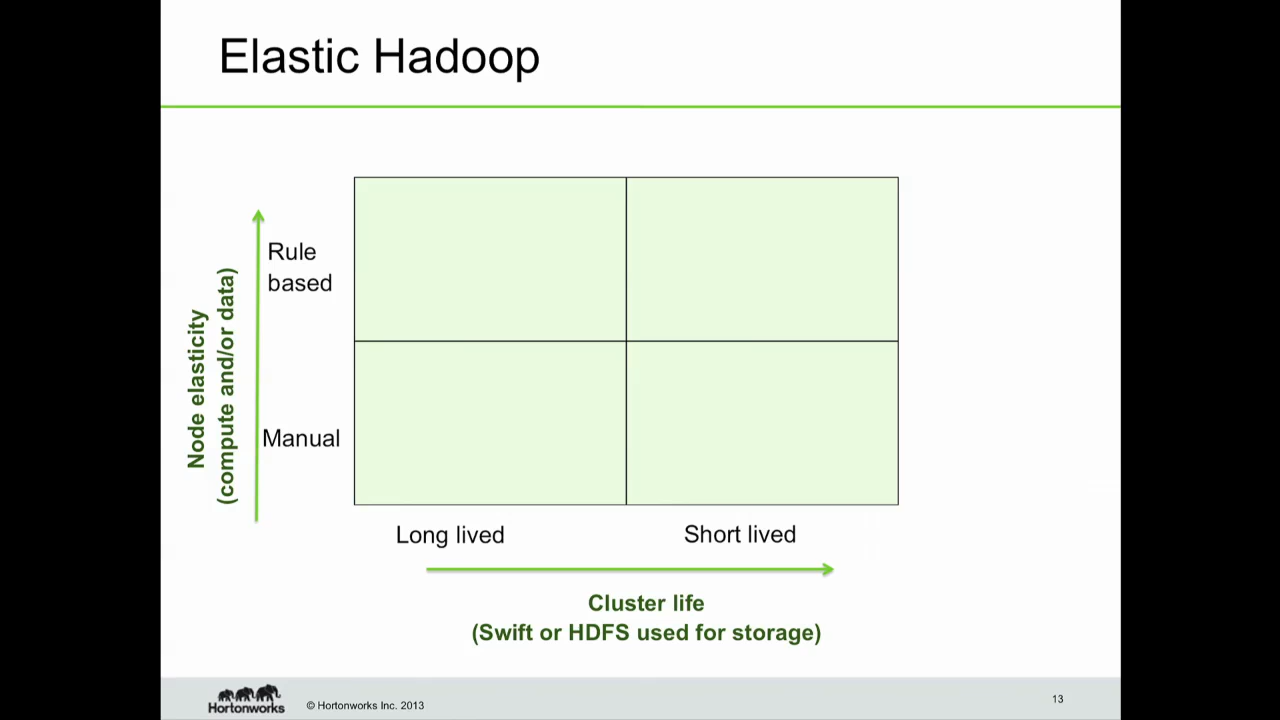 Elastic Hadoop
Node elasticity
(compute and/or data)
Rule
based
Manual
Long lived
Short lived
Cluster life
(Swift or HDFS used for storage)
Hortonworks
© Hortonworks Inc. 2013
13